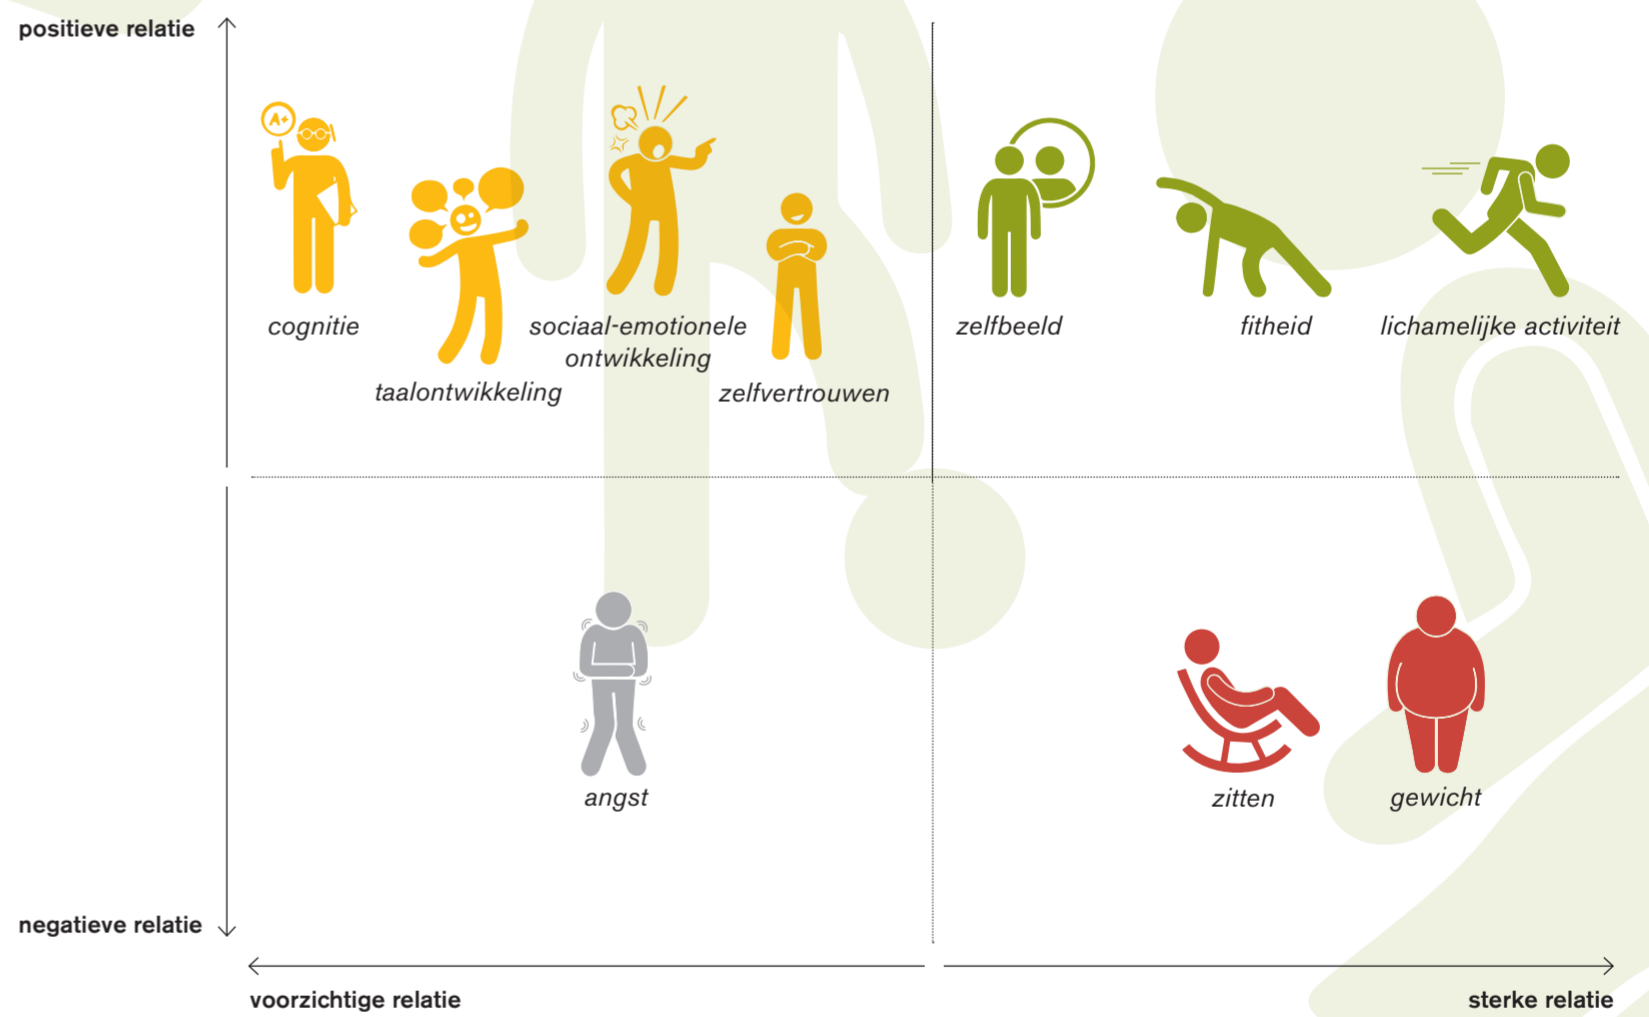 positieve relatie
A+
cognitie
taalontwikkeling
sociaal-emotionele
ontwikkeling
zelfvertrouwen
zelfbeeld
fitheid
lichamelijke activiteit
angst
zitten
gewicht
negatieve relatie
voorzichtige relatie
sterke relatie